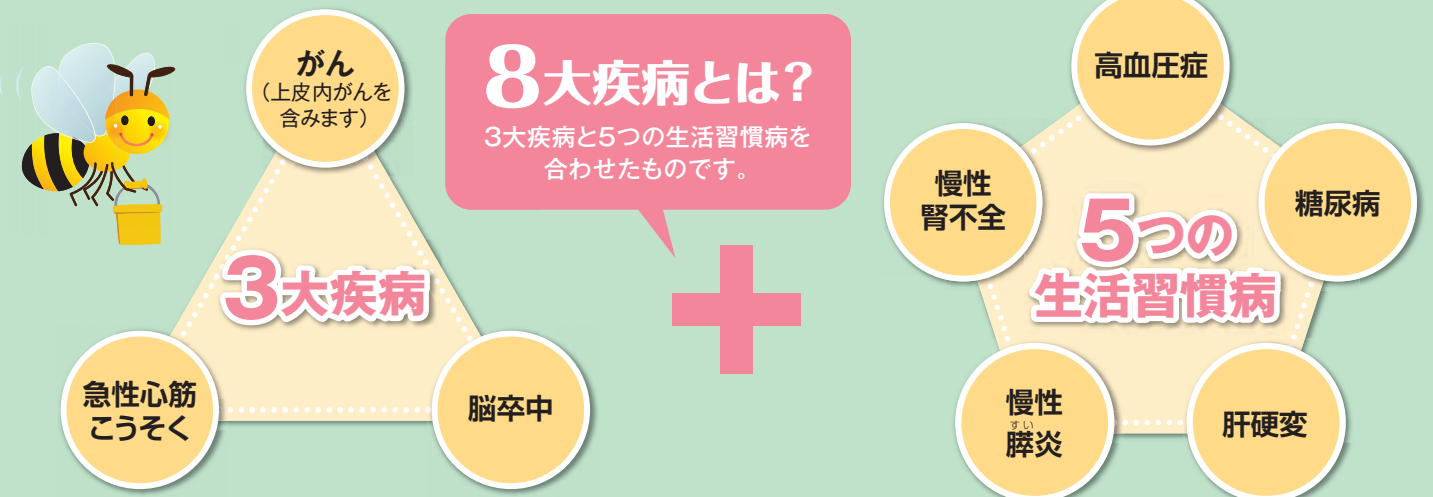 がん
（上皮内がんを
含みます）
3大疾病
急性心筋
こうそく
脳卒中
8大疾病とは？
3大疾病と5つの生活習慣病を
合わせたものです。
高血圧症
慢性
腎不全
糖尿病
5つの
生活習慣病
慢性
すい
膵炎
肝硬変